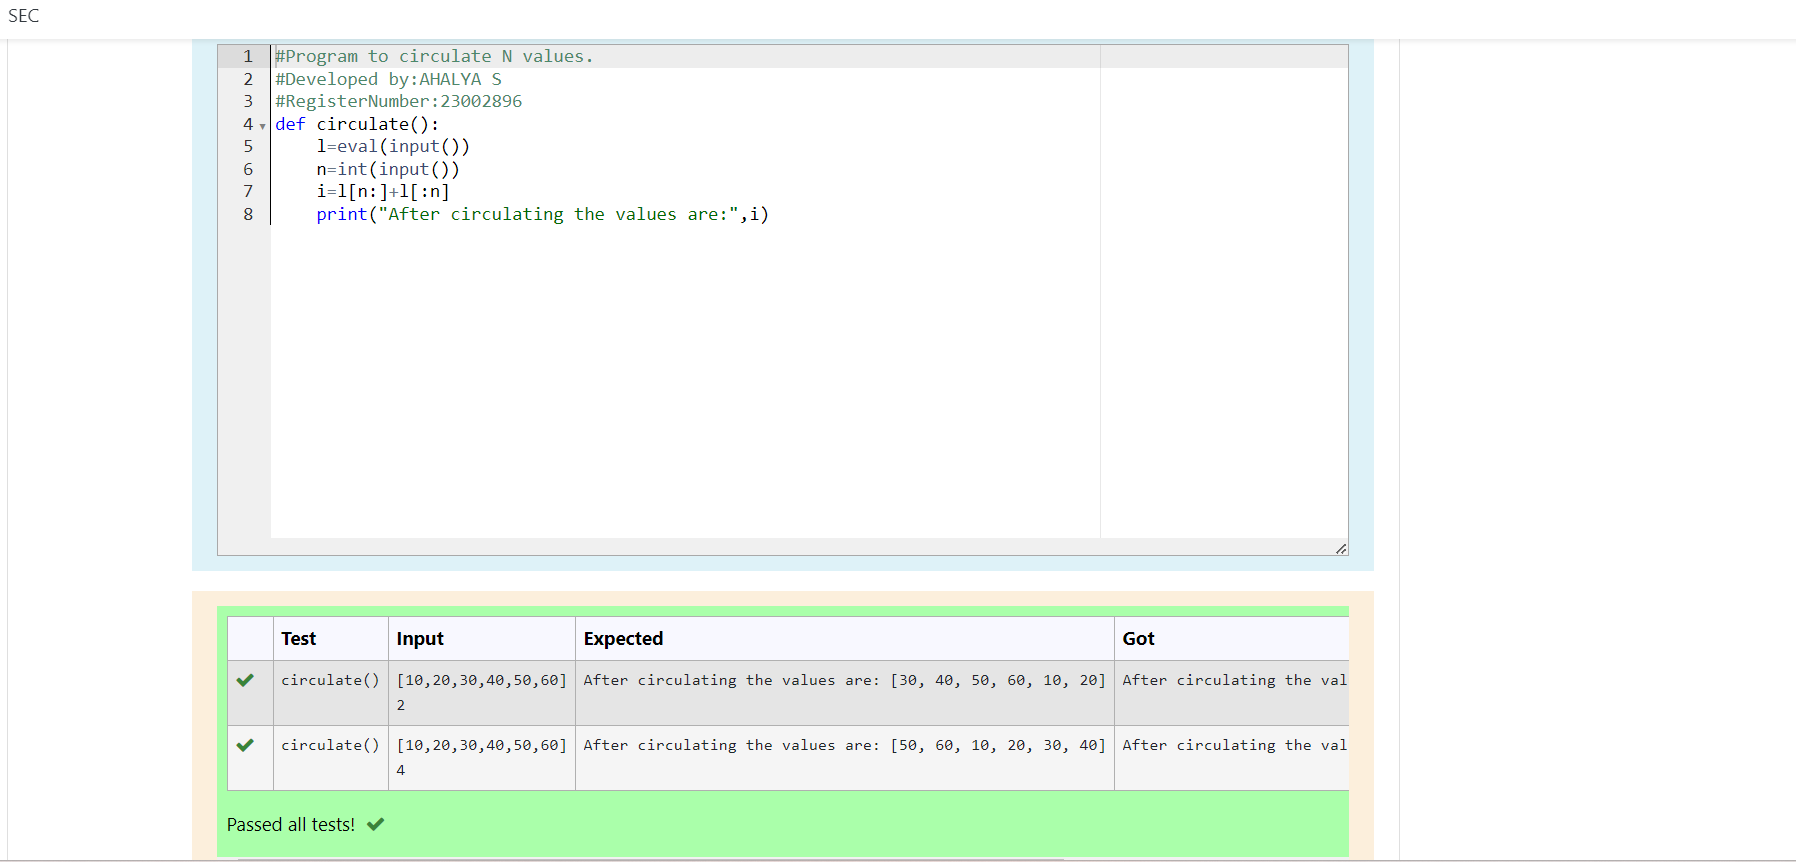 SEC
1 #Program to circulate N values.
2 #Developed by:AHALYA S
3 #RegisterNumber:23002896
4 def circulate():
5     l=eval(input())
6     n=int(input())
7     i=l[n:]+l[:n]
8     print("After circulating the values are:",i)
Test Input Expected Got
circulate() [10,20,30,40,50,60] After circulating the values are: [30, 40, 50, 60, 10, 20] After circulating the val
2
circulate() [10,20,30,40,50,60] After circulating the values are: [50, 60, 10, 20, 30, 40] After circulating the val
4
Passed all tests!